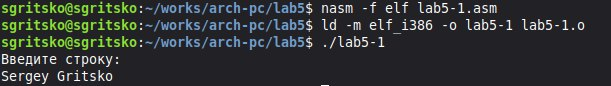 sgritsko@sgritsko:~/works/arch-pc/lab5$ nasm -f elf lab5-1.asm
sgritsko@sgritsko:~/works/arch-pc/lab5$ ld -m elf_i386 -o lab5-1 lab5-1.o
sgritsko@sgritsko:~/works/arch-pc/lab5$ ./lab5-1
Введите строку:
Sergey Gritsko